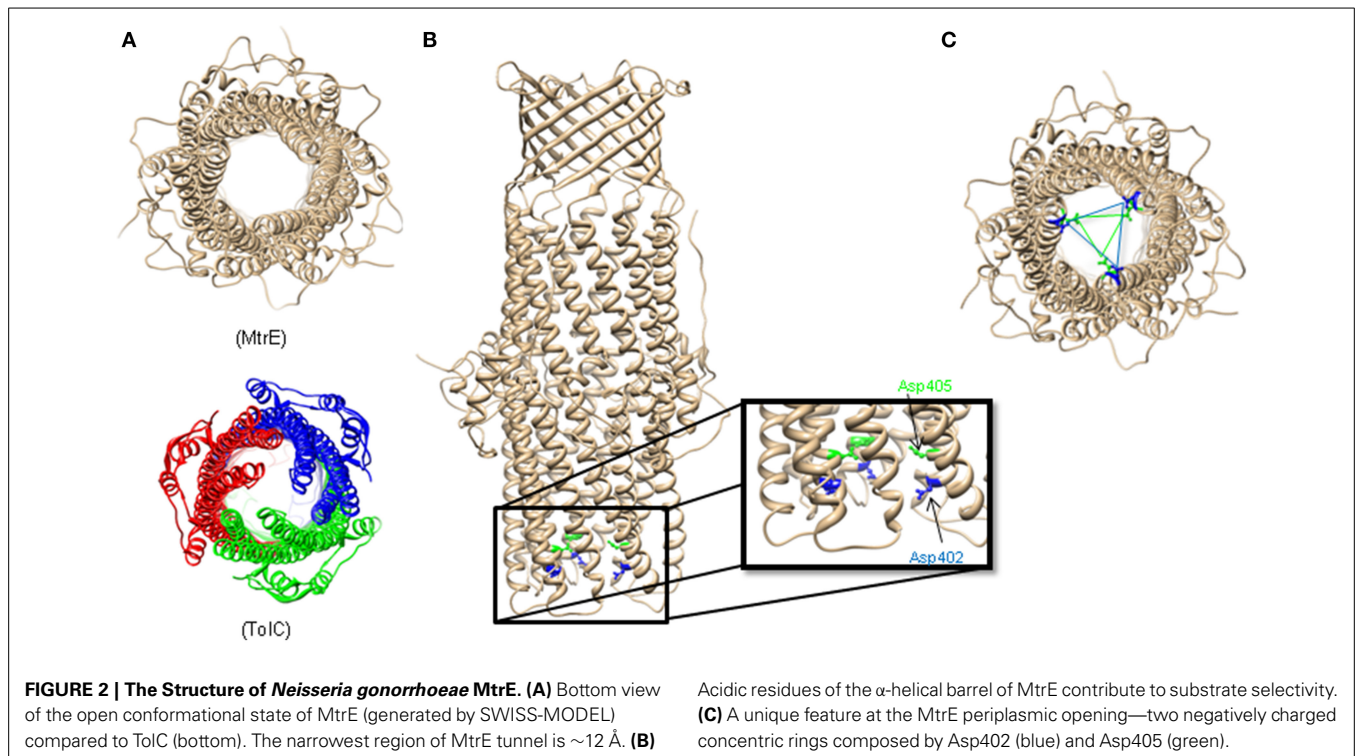 A
B
C
(MtrE)
(TolC)
Asp405
Asp402
FIGURE 2 | The Structure of Neisseria gonorrhoeae MtrE. (A) Bottom view
of the open conformational state of MtrE (generated by SWISS-MODEL)
compared to TolC (bottom). The narrowest region of MtrE tunnel is ∼12 Å. (B)
Acidic residues of the α-helical barrel of MtrE contribute to substrate selectivity.
(C) A unique feature at the MtrE periplasmic opening—two negatively charged
concentric rings composed by Asp402 (blue) and Asp405 (green).